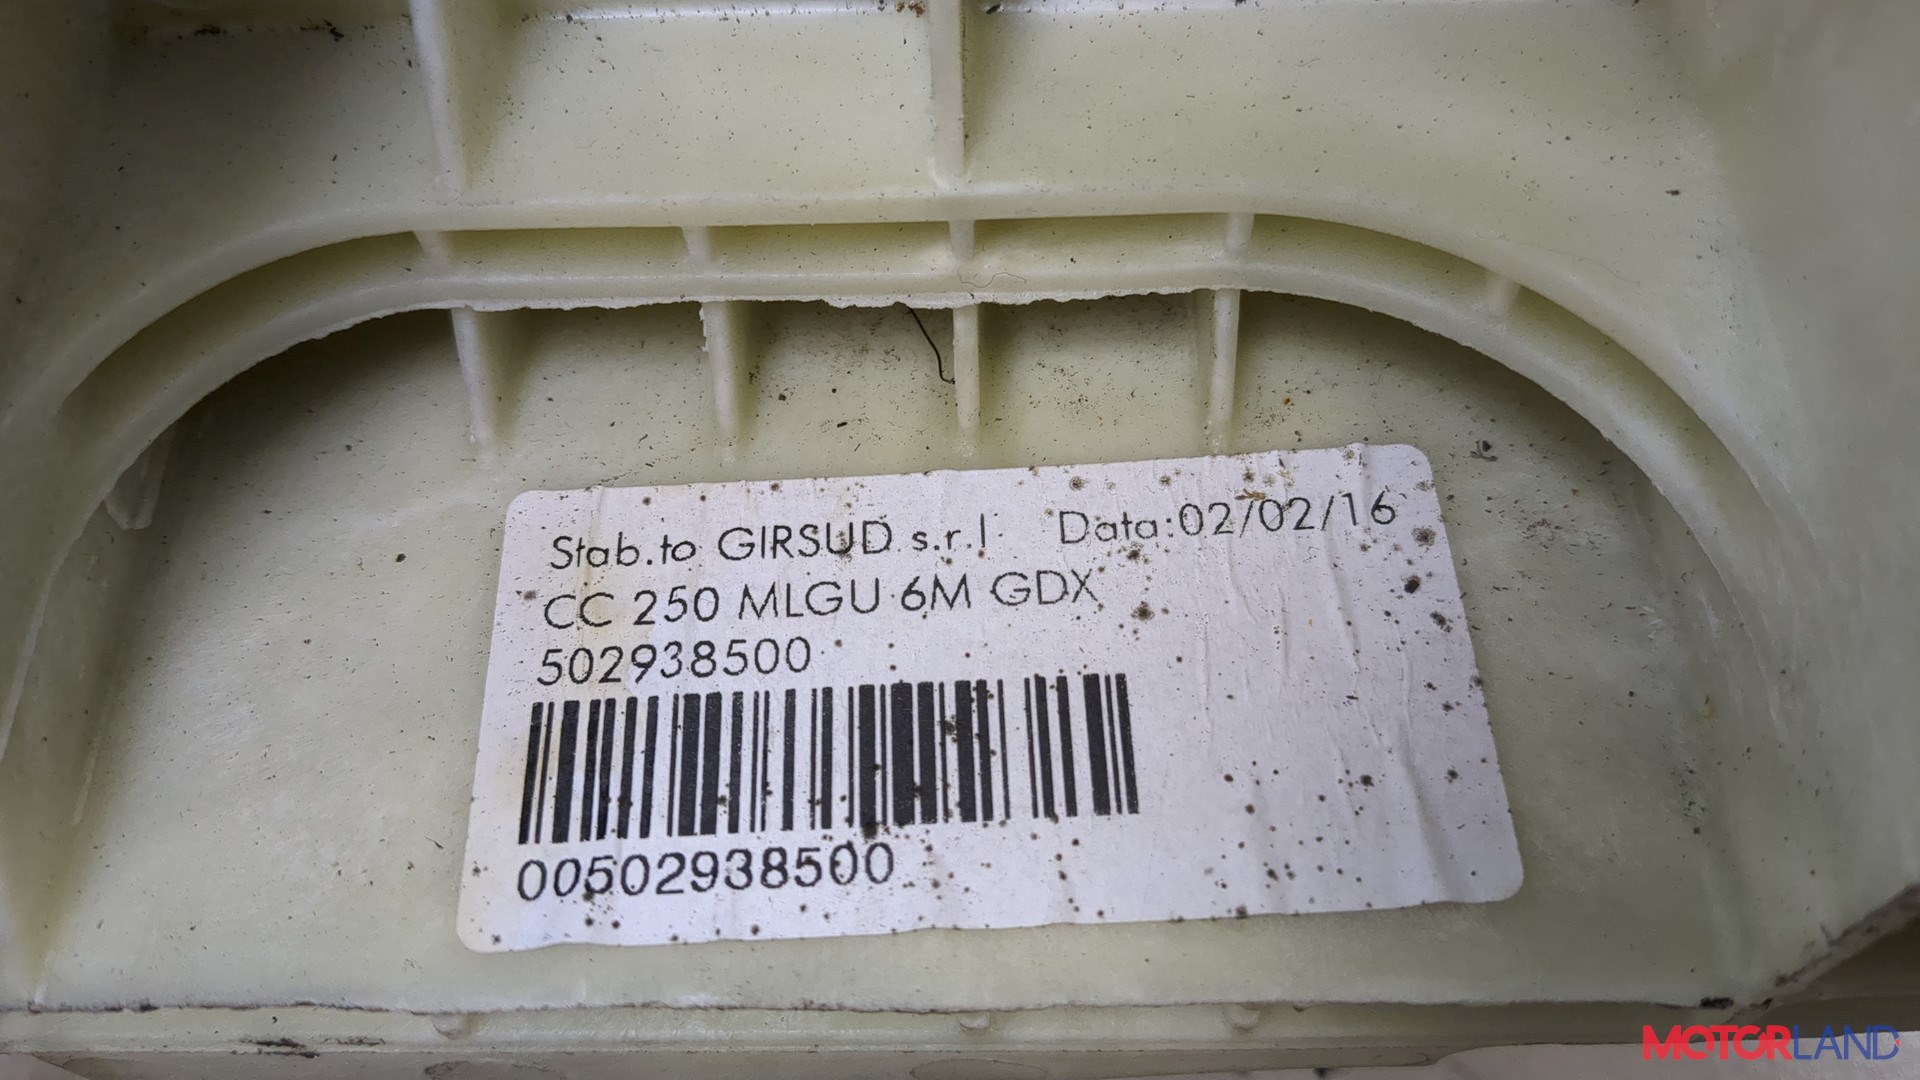 Stab.to GIRSUD s.r.l. Data:02/02/16
CC 250 MLGU 6M GDX
502938500
00502938500
MOTORLAND